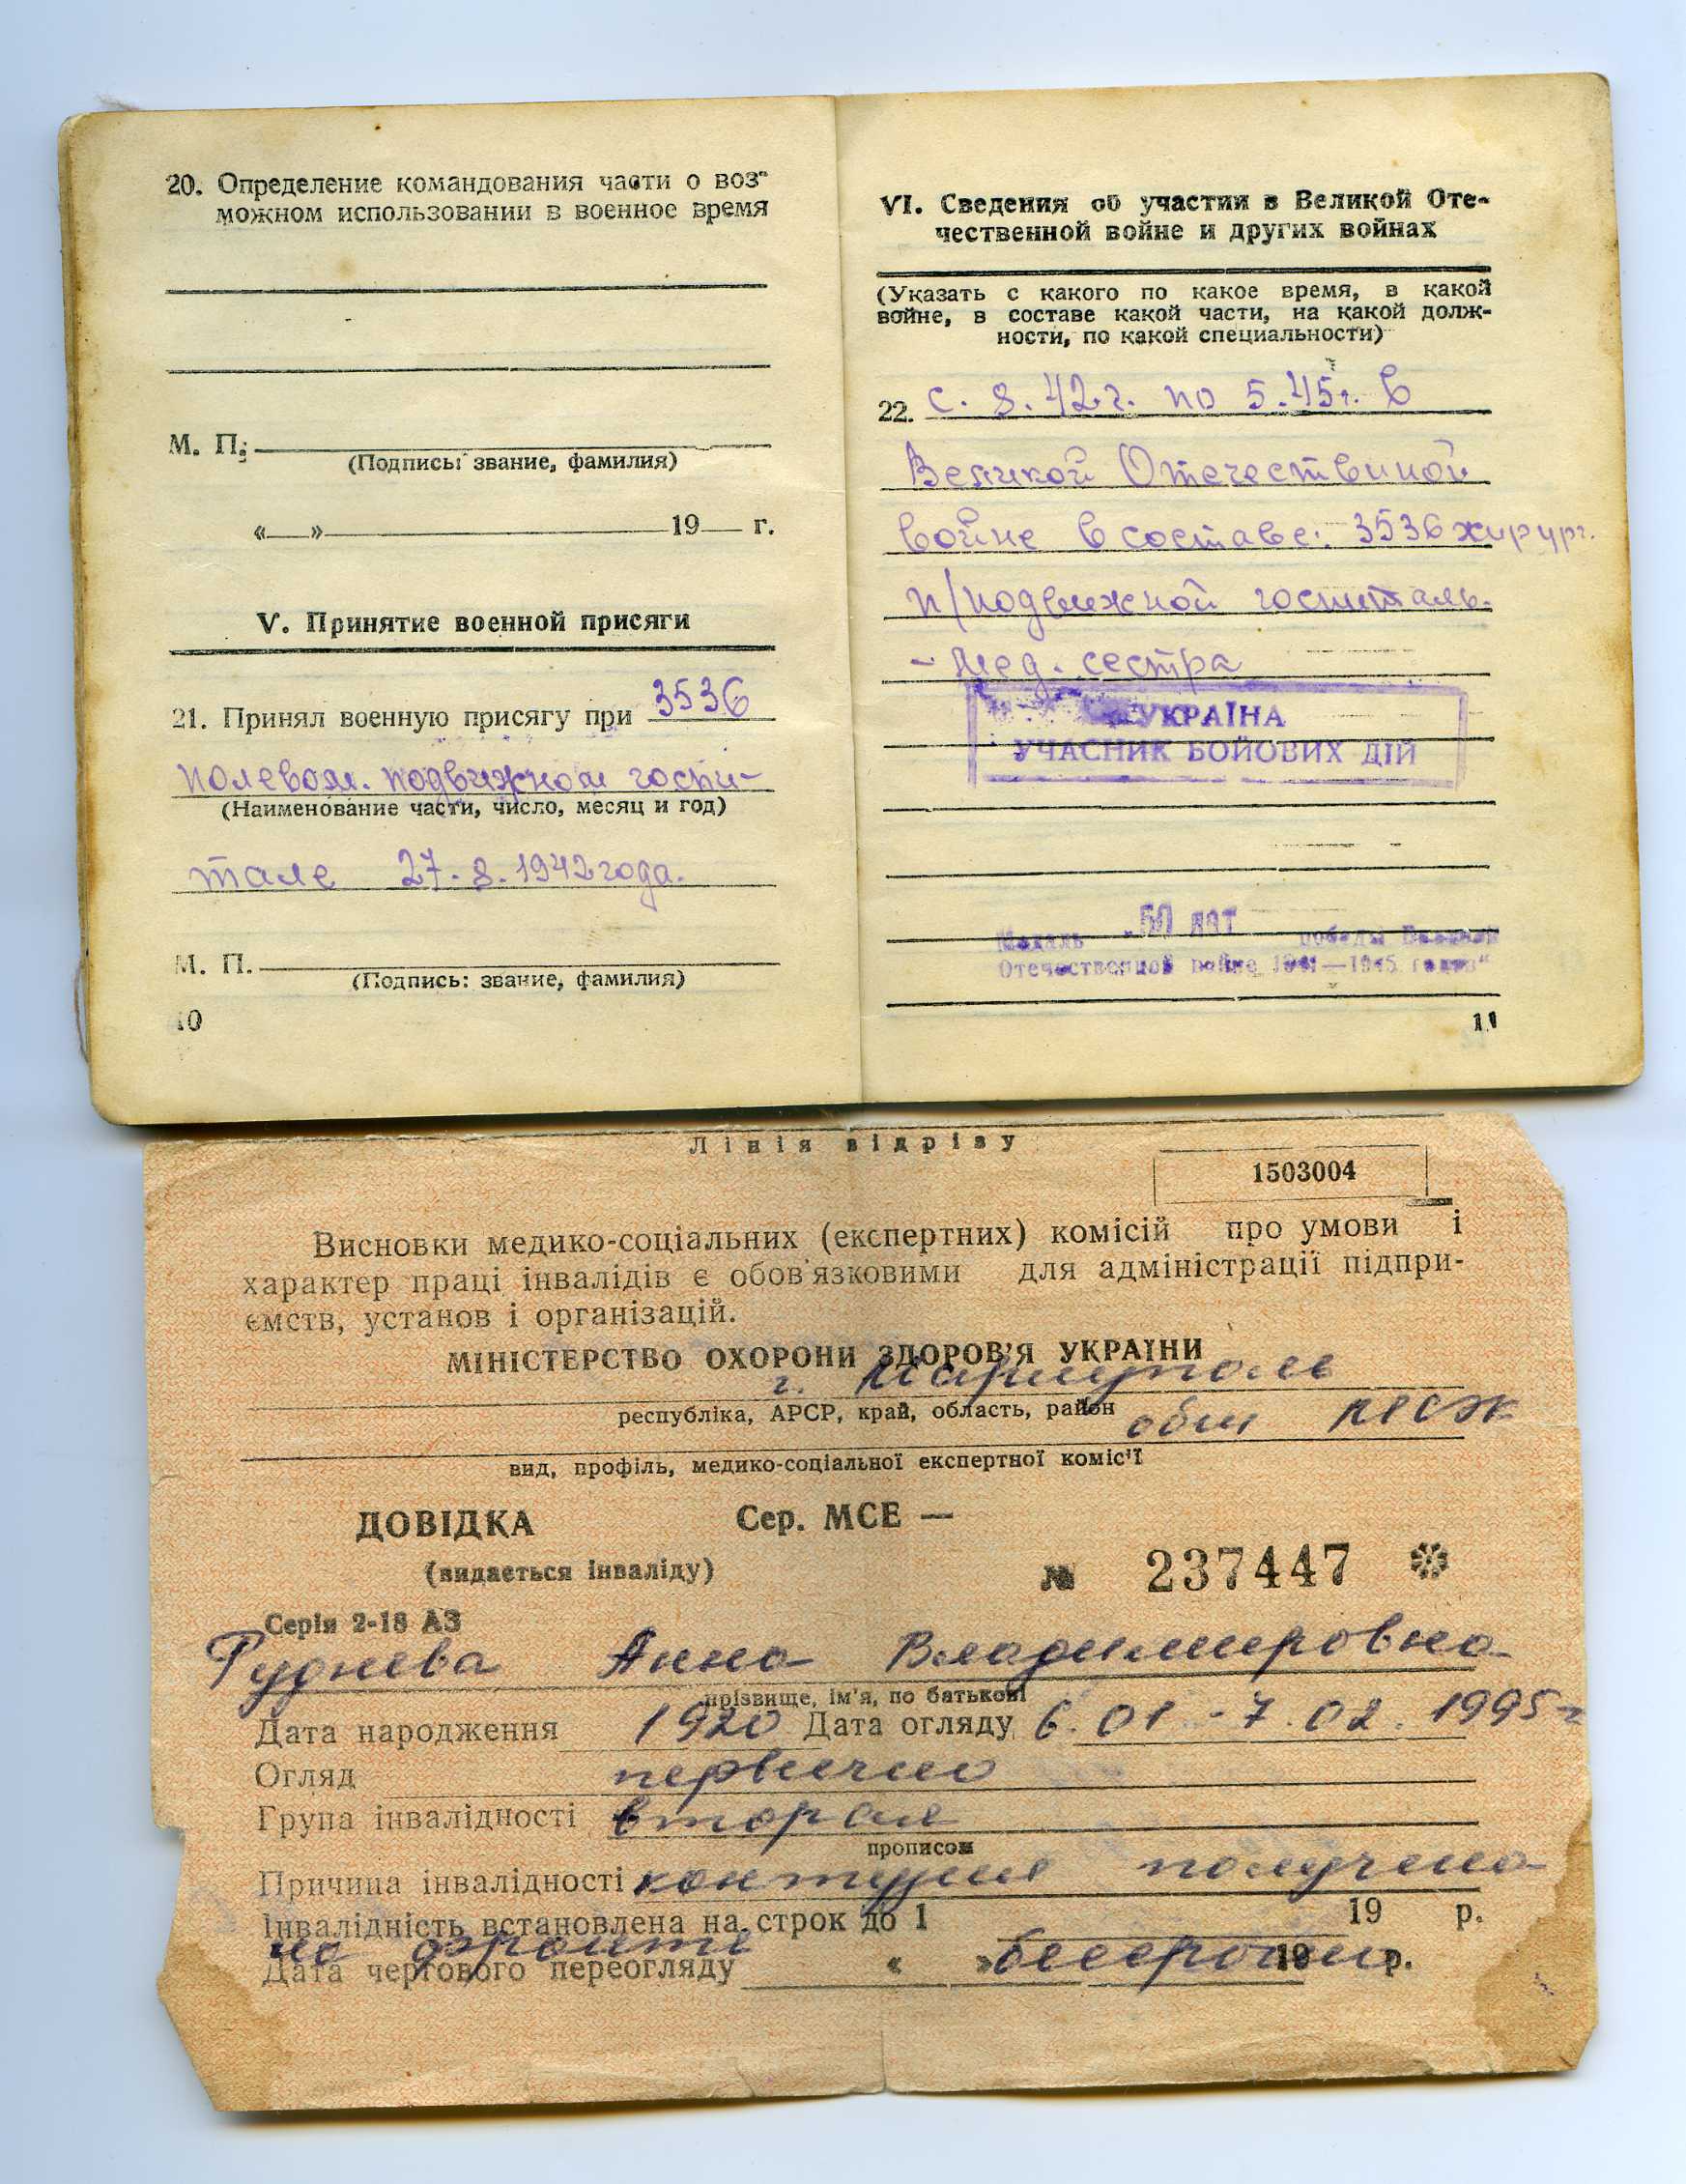 20. Определение командования части о воз-
можном использовании в военное время
М. П.
(Подпись: звание, фамилия)
«   »   19   г.
V. Принятие военной присяги
21. Принял военную присягу при 3536
полевом. подвижном госпи-
(Наименование части, число, месяц и год)
тале 27. 8. 1942 года.
М. П.
(Подпись: звание, фамилия)
10
VI. Сведения об участии в Великой Оте-
чественной войне и других войнах
(Указать с какого по какое время, в какой
войне, в составе какой части, на какой долж-
ности, по какой специальности)
22. с. 8. 42 г. по 5. 45 г. в
Великой Отечествиной
войне в составе: 3536 хирург.
п/подвижной госпиталь.
- мед. сестра
УКРАЇНА
УЧАСНИК БОЙОВИХ ДІЙ
Медаль „50 лет победы Великой
Отечественной войне 1941—1945 годов"
11
Лінія відрізу
1503004
Висновки медико-соціальних (експертних) комісій про умови і
характер праці інвалідів є обов'язковими для адміністрації підпри-
ємств, установ і організацій.
МІНІСТЕРСТВО ОХОРОНИ ЗДОРОВ'Я УКРАЇНИ
г. Мариуполь
республіка, АРСР, край, область, район
общ
вид, профіль, медико-соціальної експертної коміс'ї
ДОВІДКА Сер. МСЕ —
(видається інваліду) № 237447
Серія 2-18 АЗ
Руднева Анна Владимировна
прізвище, ім'я, по батькові
Дата народження 1920 Дата огляду 6. 01 - 7. 02. 1995 г
Огляд первично
Група інвалідності вторая
прописом
Причина інвалідності контузия получена
Інвалідність встановлена на строк до 1   19   р.
на фронте
Дата чергового переогляду «   » бессрочно 19   р.